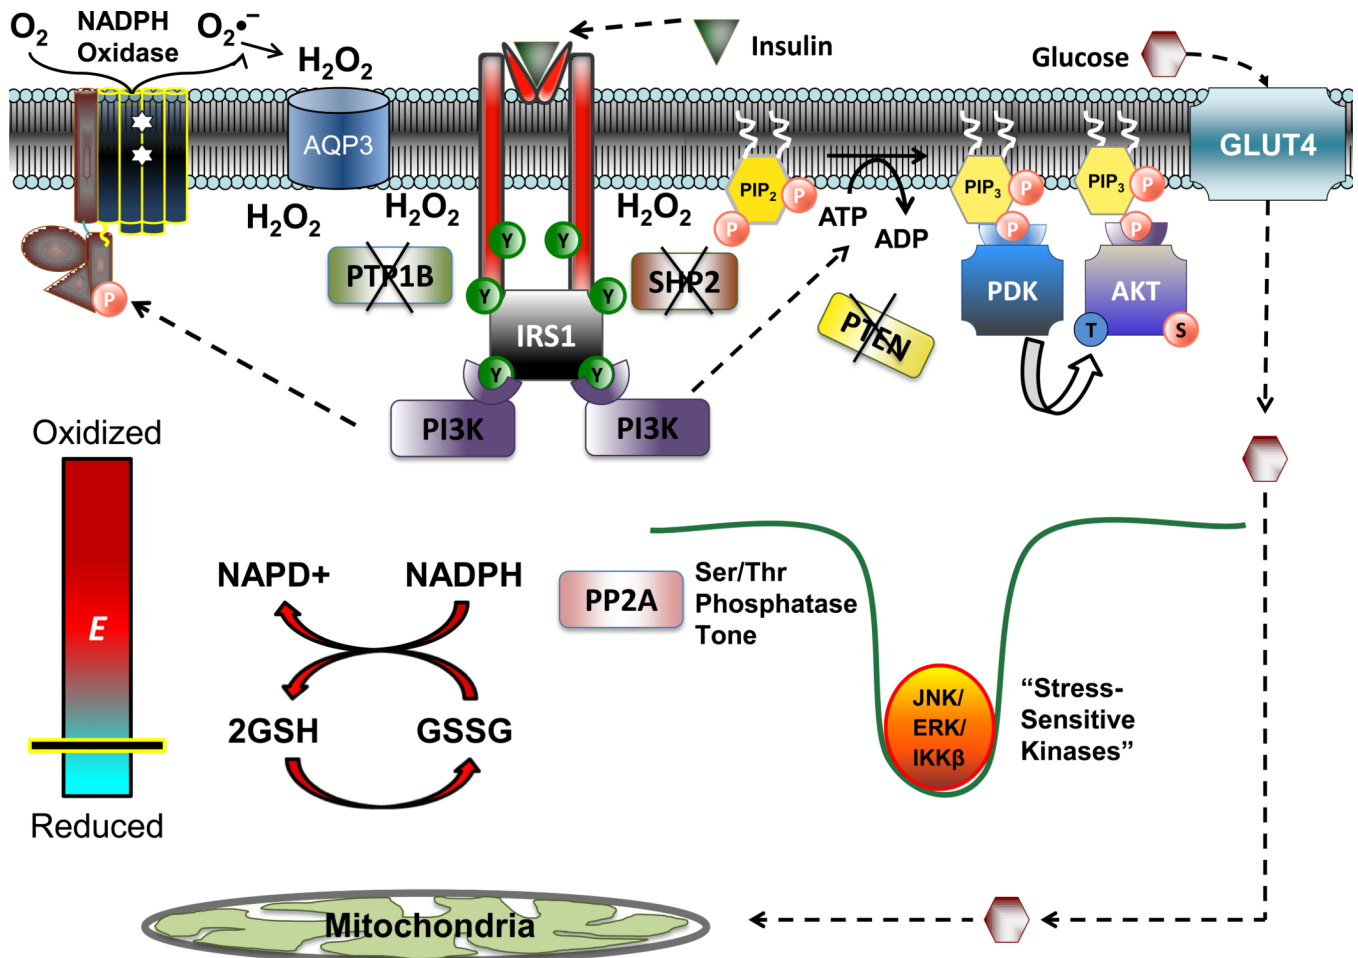 O2
NADPH
Oxidase
O2•−
H2O2
Insulin
Glucose
AQP3
GLUT4
H2O2
H2O2
H2O2
PIP2
P
P
ATP
ADP
PIP3
P
P
PIP3
P
P
Y
Y
PTP1B
SHP2
Y
Y
IRS1
PTEN
PDK
AKT
T
S
P
Y
Y
PI3K
PI3K
Oxidized
E
Reduced
NAPD+
NADPH
2GSH
GSSG
PP2A
Ser/Thr
Phosphatase
Tone
JNK/
ERK/
IKKβ
“Stress-
Sensitive
Kinases”
Mitochondria